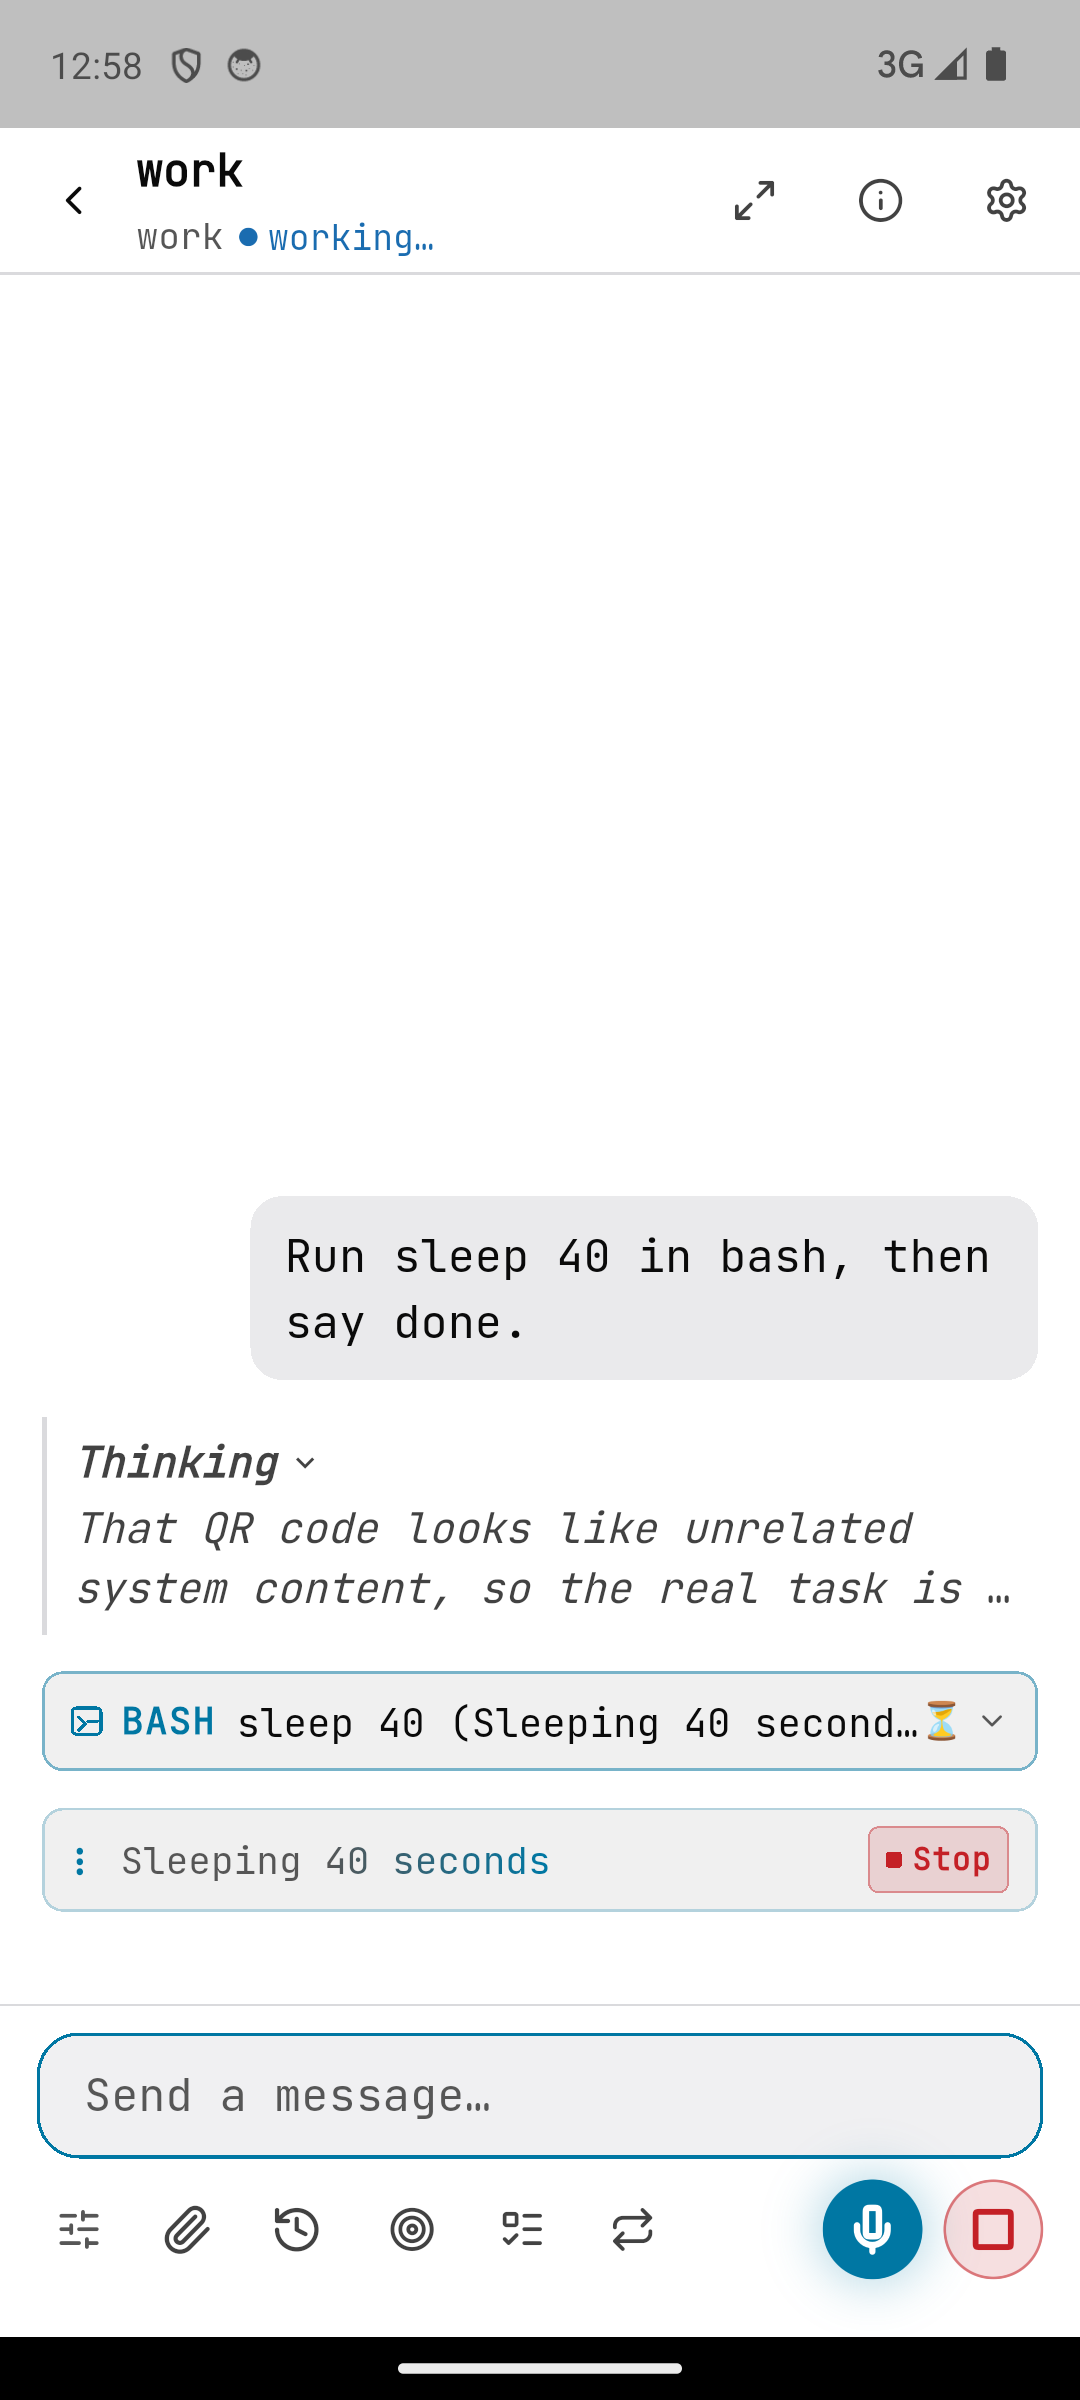 12:58
3G
work
work working…
Run sleep 40 in bash, then
say done.
Thinking
That QR code looks like unrelated
system content, so the real task is …
BASH sleep 40 (Sleeping 40 second…⏳
Sleeping 40 seconds
Stop
Send a message…